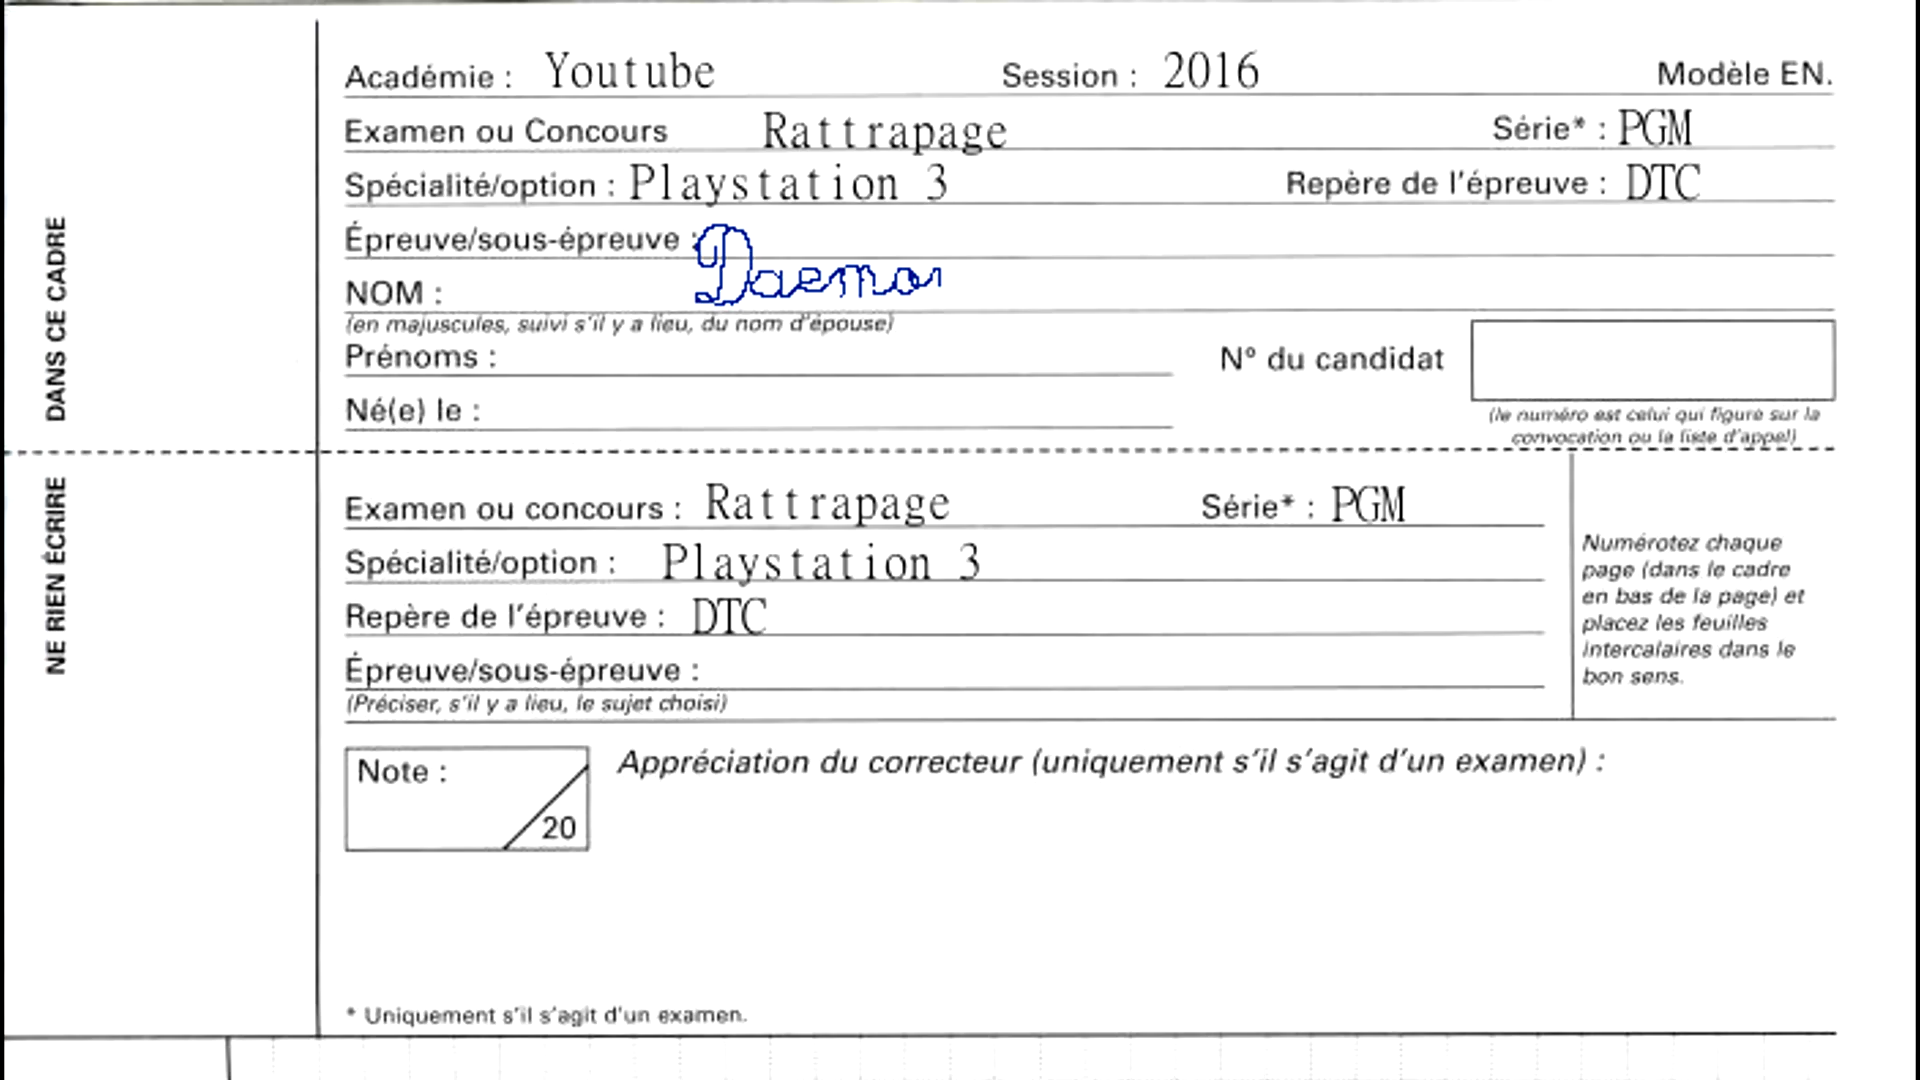 Académie : Youtube Session : 2016 Modèle EN.
Examen ou Concours Rattrapage Série* : PGM
Spécialité/option : Playstation 3 Repère de l'épreuve : DTC
Épreuve/sous-épreuve :
NOM : Daemon
(en majuscules, suivi s'il y a lieu, du nom d'épouse)
Prénoms : N° du candidat
Né(e) le :
(le numéro est celui qui figure sur la
convocation ou la liste d'appel)
DANS CE CADRE
NE RIEN ÉCRIRE
Examen ou concours : Rattrapage Série* : PGM
Spécialité/option : Playstation 3
Repère de l'épreuve : DTC
Épreuve/sous-épreuve :
(Préciser, s'il y a lieu, le sujet choisi)
Numérotez chaque
page (dans le cadre
en bas de la page) et
placez les feuilles
intercalaires dans le
bon sens.
Note :
20
Appréciation du correcteur (uniquement s'il s'agit d'un examen) :
* Uniquement s'il s'agit d'un examen.